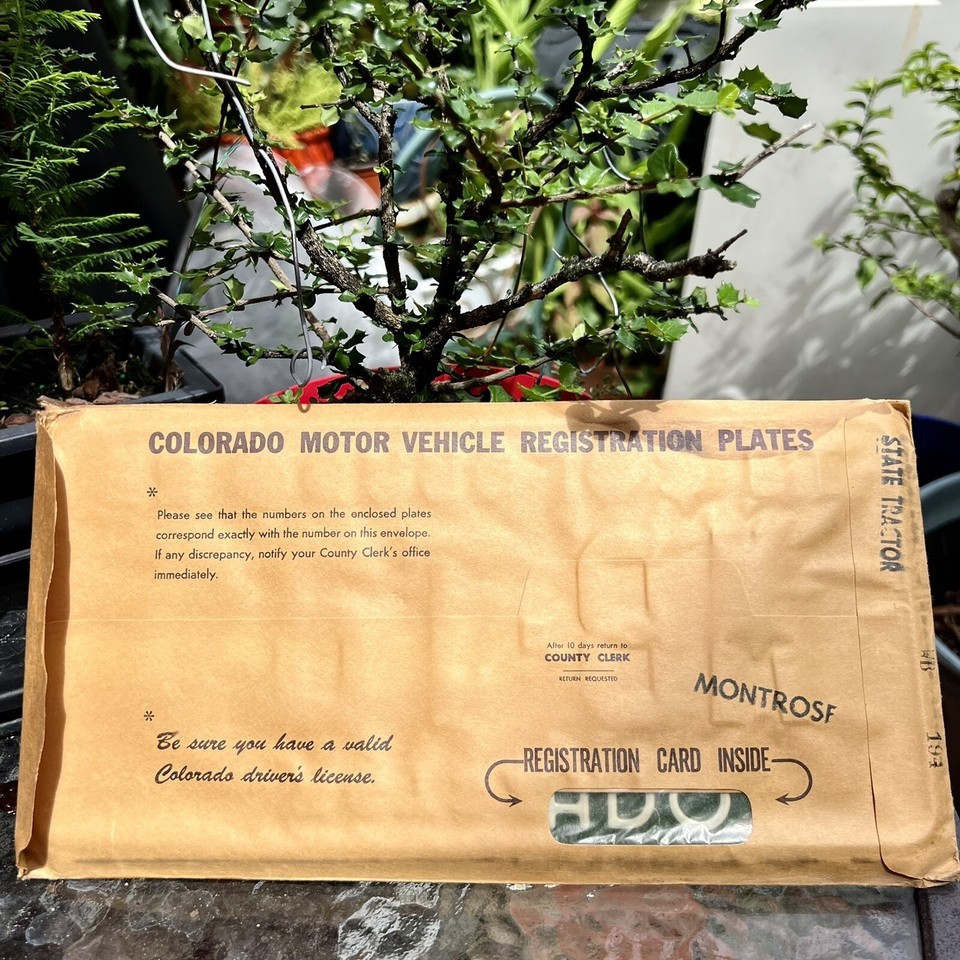 COLORADO MOTOR VEHICLE REGISTRATION PLATES
*
Please see that the numbers on the enclosed plates
correspond exactly with the number on this envelope.
If any discrepancy, notify your County Clerk's office
immediately.
After 10 days return to
COUNTY CLERK
RETURN REQUESTED
MONTROSE
*
Be sure you have a valid
Colorado driver's license.
REGISTRATION CARD INSIDE
ADO
STATE TRACTOR